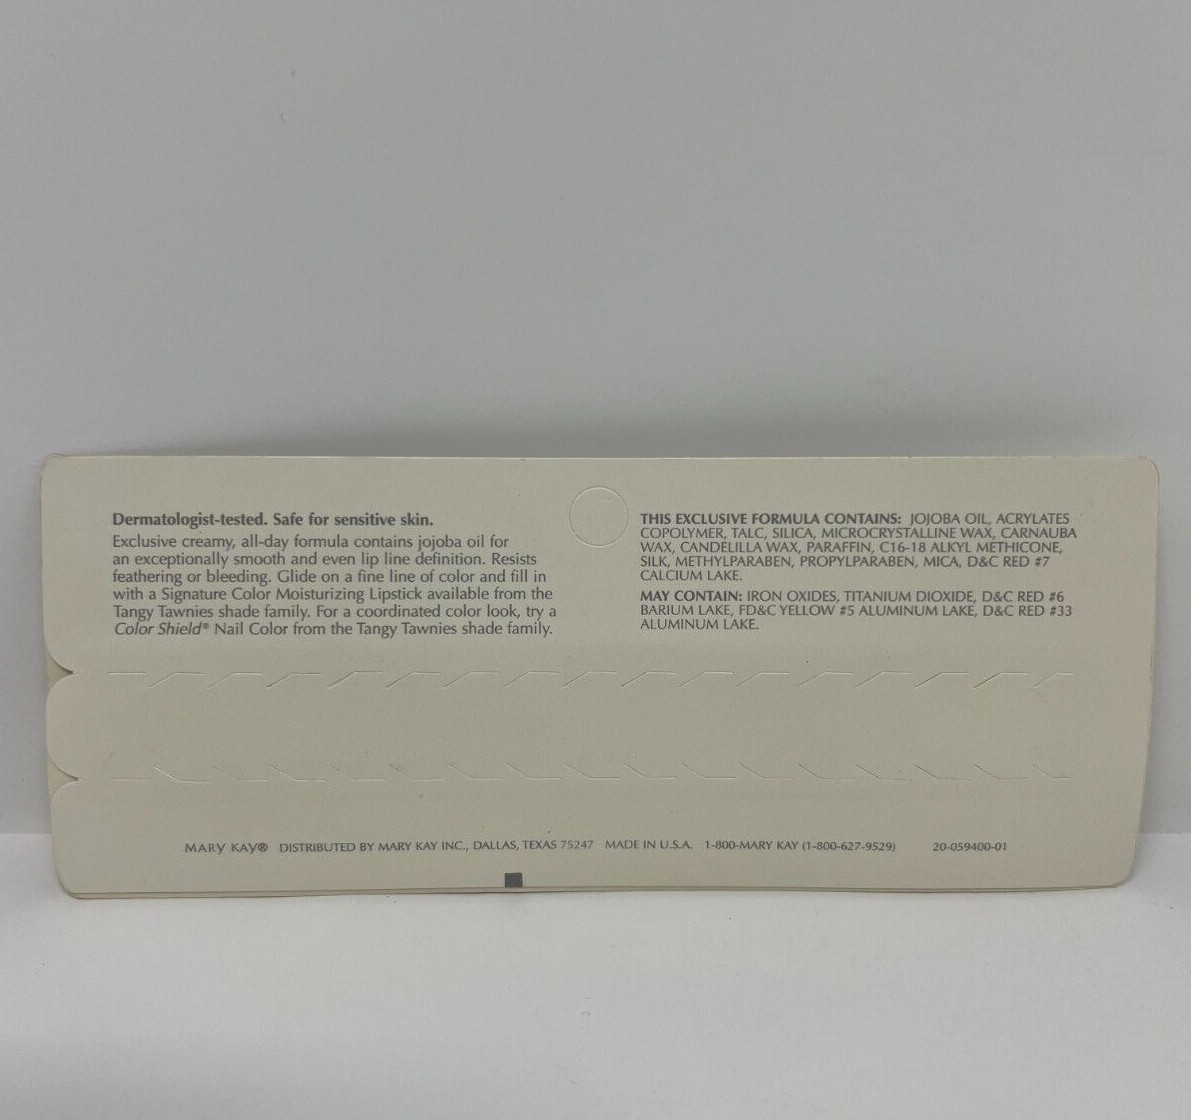 Dermatologist-tested. Safe for sensitive skin.
Exclusive creamy, all-day formula contains jojoba oil for
an exceptionally smooth and even lip line definition. Resists
feathering or bleeding. Glide on a fine line of color and fill in
with a Signature Color Moisturizing Lipstick available from the
Tangy Tawnies shade family. For a coordinated color look, try a
Color Shield® Nail Color from the Tangy Tawnies shade family.
THIS EXCLUSIVE FORMULA CONTAINS: JOJOBA OIL, ACRYLATES
COPOLYMER, TALC, SILICA, MICROCRYSTALLINE WAX, CARNAUBA
WAX, CANDELILLA WAX, PARAFFIN, C16-18 ALKYL METHICONE,
SILK, METHYLPARABEN, PROPYLPARABEN, MICA, D&C RED #7
CALCIUM LAKE.
MAY CONTAIN: IRON OXIDES, TITANIUM DIOXIDE, D&C RED #6
BARIUM LAKE, FD&C YELLOW #5 ALUMINUM LAKE, D&C RED #33
ALUMINUM LAKE.
MARY KAY® DISTRIBUTED BY MARY KAY INC., DALLAS, TEXAS 75247 MADE IN U.S.A. 1-800-MARY KAY (1-800-627-9529) 20-059400-01